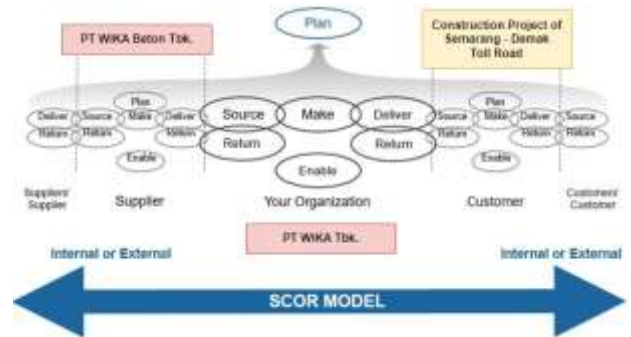 Plan
PT WIKA Beton Tbk.
Construction Project of
Semarang - Demak
Toll Road
Plan
Deliver Source Make Deliver
Return Return Return
Enable
Source Make Deliver
Return Return
Enable
Plan
Source Make Deliver Source
Return Return Return
Enable
Suppliers'
Supplier
Supplier
Your Organization
Customer
Customers'
Customer
PT WIKA Tbk.
Internal or External
Internal or External
SCOR MODEL